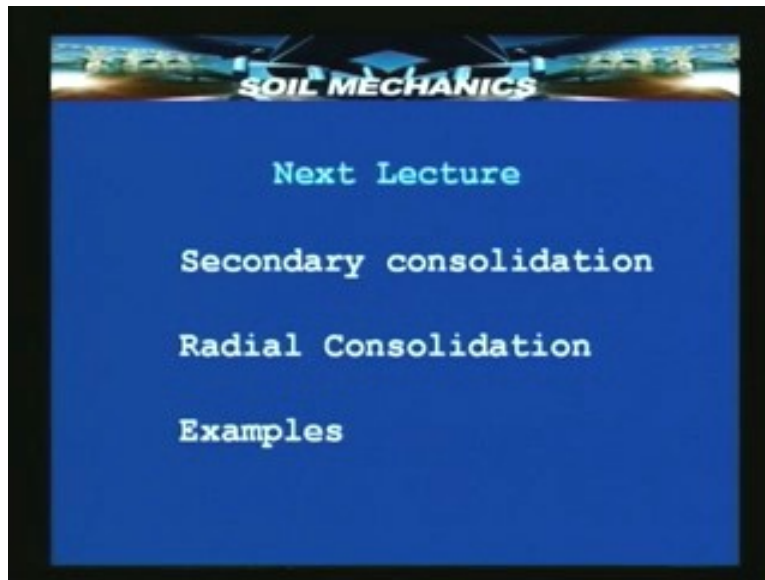 SOIL MECHANICS
Next Lecture
Secondary consolidation
Radial Consolidation
Examples